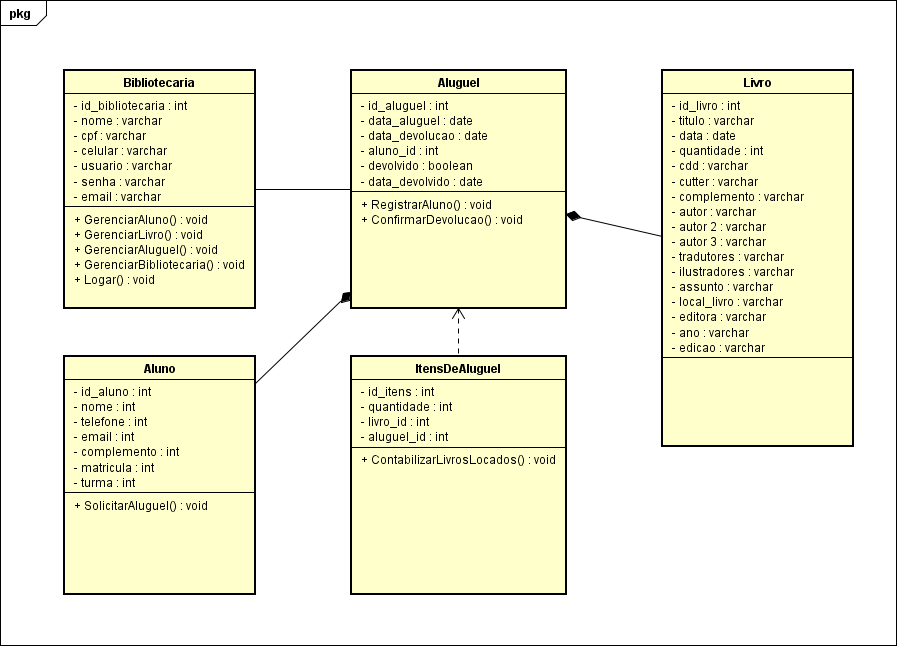 pkg
Bibliotecaria
- id_bibliotecaria : int
- nome : varchar
- cpf : varchar
- celular : varchar
- usuario : varchar
- senha : varchar
- email : varchar
+ GerenciarAluno() : void
+ GerenciarLivro() : void
+ GerenciarAluguel() : void
+ GerenciarBibliotecaria() : void
+ Logar() : void
Aluguel
- id_aluguel : int
- data_aluguel : date
- data_devolucao : date
- aluno_id : int
- devolvido : boolean
- data_devolvido : date
+ RegistrarAluno() : void
+ ConfirmarDevolucao() : void
Livro
- id_livro : int
- titulo : varchar
- data : date
- quantidade : int
- cdd : varchar
- cutter : varchar
- complemento : varchar
- autor : varchar
- autor 2 : varchar
- autor 3 : varchar
- tradutores : varchar
- ilustradores : varchar
- assunto : varchar
- local_livro : varchar
- editora : varchar
- ano : varchar
- edicao : varchar
Aluno
- id_aluno : int
- nome : int
- telefone : int
- email : int
- complemento : int
- matricula : int
- turma : int
+ SolicitarAluguel() : void
ItensDeAluguel
- id_itens : int
- quantidade : int
- livro_id : int
- aluguel_id : int
+ ContabilizarLivrosLocados() : void